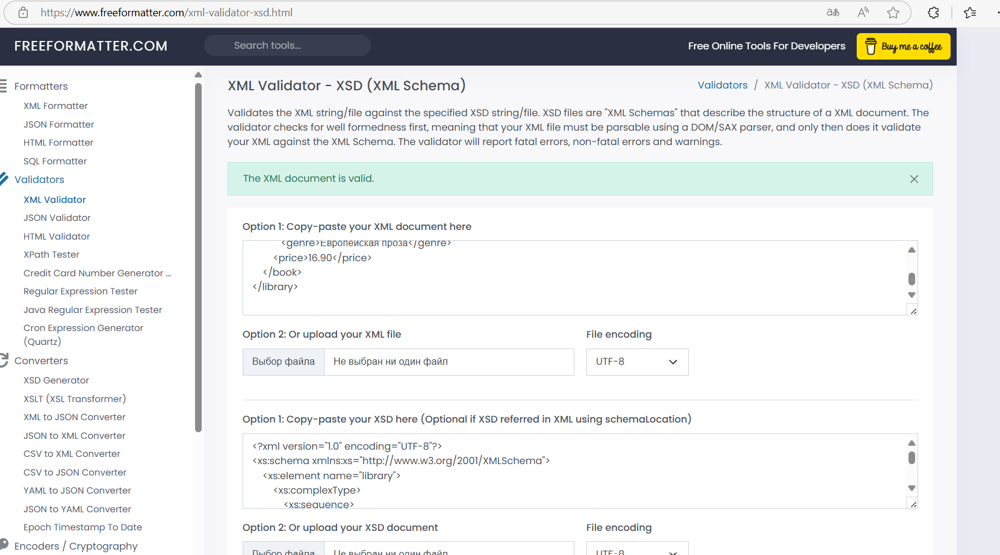 https://www.freeformatter.com/xml-validator-xsd.html
FREEFORMATTER.COM
Search tools...
Free Online Tools For Developers
Buy me a coffee
Formatters
XML Formatter
JSON Formatter
HTML Formatter
SQL Formatter
Validators
XML Validator
JSON Validator
HTML Validator
XPath Tester
Credit Card Number Generator ...
Regular Expression Tester
Java Regular Expression Tester
Cron Expression Generator
(Quartz)
Converters
XSD Generator
XSLT (XSL Transformer)
XML to JSON Converter
JSON to XML Converter
CSV to XML Converter
CSV to JSON Converter
YAML to JSON Converter
JSON to YAML Converter
Epoch Timestamp To Date
Encoders / Cryptography
XML Validator - XSD (XML Schema)
Validators / XML Validator - XSD (XML Schema)
Validates the XML string/file against the specified XSD string/file. XSD files are "XML Schemas" that describe the structure of a XML document. The
validator checks for well formedness first, meaning that your XML file must be parsable using a DOM/SAX parser, and only then does it validate
your XML against the XML Schema. The validator will report fatal errors, non-fatal errors and warnings.
The XML document is valid.
Option 1: Copy-paste your XML document here
<genre>Европейская проза</genre>
<price>16.90</price>
</book>
</library>
Option 2: Or upload your XML file
File encoding
Выбор файла
Не выбран ни один файл
UTF-8
Option 1: Copy-paste your XSD here (Optional if XSD referred in XML using schemaLocation)
<?xml version="1.0" encoding="UTF-8"?>
<xs:schema xmlns:xs="http://www.w3.org/2001/XMLSchema">
<xs:element name="library">
<xs:complexType>
<xs:sequence>
Option 2: Or upload your XSD document
File encoding
Выбор файла
Не выбран ни один файл
UTF-8